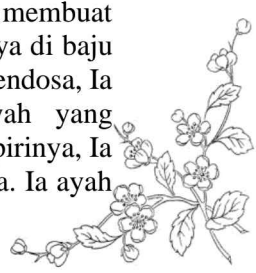 membuat
ya di baju
endosa, Ia
yah yang
pirinya, Ia
a. Ia ayah